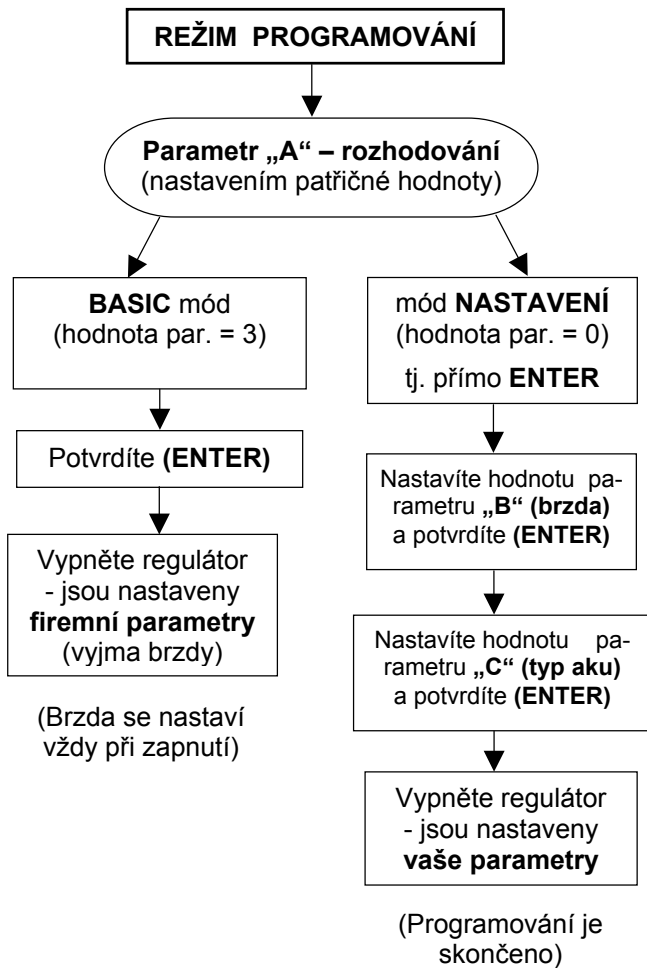 REŽIM PROGRAMOVÁNÍ
Parametr „A“ – rozhodování
(nastavením patřičné hodnoty)
BASIC mód
(hodnota par. = 3)
Potvrdíte (ENTER)
Vypněte regulátor
- jsou nastaveny
firemní parametry
(vyjma brzdy)
(Brzda se nastaví
vždy při zapnutí)
mód NASTAVENÍ
(hodnota par. = 0)
tj. přímo ENTER
Nastavíte hodnotu pa-
rametru „B“ (brzda)
a potvrdíte (ENTER)
Nastavíte hodnotu pa-
rametru „C“ (typ aku)
a potvrdíte (ENTER)
Vypněte regulátor
- jsou nastaveny
vaše parametry
(Programování je
skončeno)